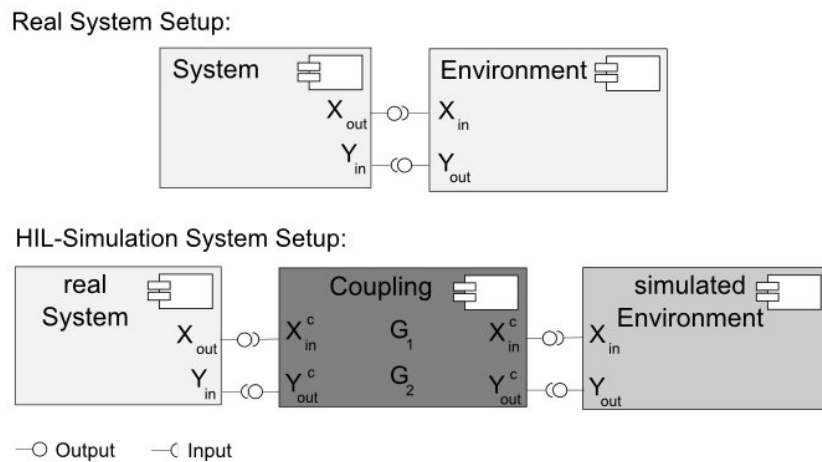 Real System Setup:
System
Environment
X out
X in
Y in
Y out
HIL-Simulation System Setup:
real
System
Coupling
simulated
Environment
X out
X c in
G 1
X c in
X in
Y in
Y c out
G 2
Y c out
Y out
Output
Input